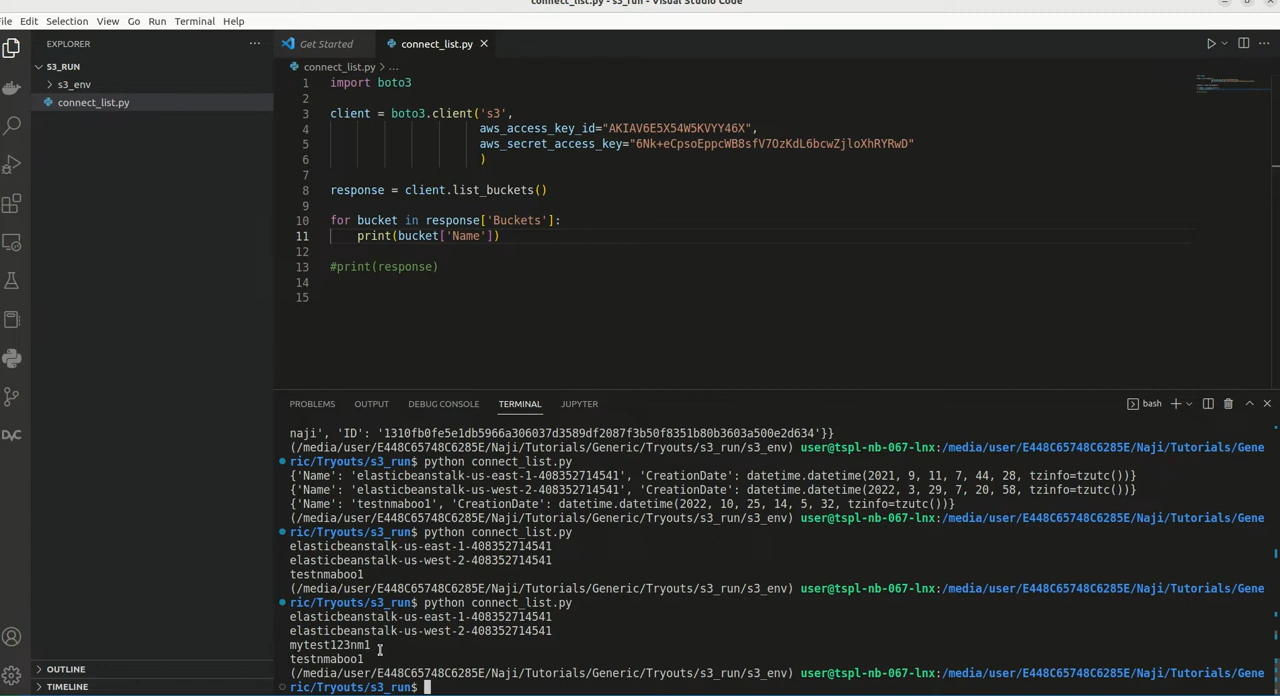 connect_list.py - s3_run - Visual Studio Code
File Edit Selection View Go Run Terminal Help
EXPLORER
S3_RUN
s3_env
connect_list.py
OUTLINE
TIMELINE
Get Started
connect_list.py
connect_list.py > ...
1 import boto3
2
3 client = boto3.client('s3',
4 aws_access_key_id="AKIAV6E5X54W5KVYY46X",
5 aws_secret_access_key="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"
6 )
7
8 response = client.list_buckets()
9
10 for bucket in response['Buckets']:
11 print(bucket['Name'])
12
13 #print(response)
14
15
PROBLEMS OUTPUT DEBUG CONSOLE TERMINAL JUPYTER
bash
naji', 'ID': '1310fb0fe5e1db5966a306037d3589df2087f3b50f8351b80b3603a500e2d634'}}
(/media/user/E448C65748C6285E/Naji/Tutorials/Generic/Tryouts/s3_run/s3_env) user@tspl-nb-067-lnx:/media/user/E448C65748C6285E/Naji/Tutorials/Gene
ric/Tryouts/s3_run$ python connect_list.py
{'Name': 'elasticbeanstalk-us-east-1-408352714541', 'CreationDate': datetime.datetime(2021, 9, 11, 7, 44, 28, tzinfo=tzutc())}
{'Name': 'elasticbeanstalk-us-west-2-408352714541', 'CreationDate': datetime.datetime(2022, 3, 29, 7, 20, 58, tzinfo=tzutc())}
{'Name': 'testnmaboo1', 'CreationDate': datetime.datetime(2022, 10, 25, 14, 5, 32, tzinfo=tzutc())}
(/media/user/E448C65748C6285E/Naji/Tutorials/Generic/Tryouts/s3_run/s3_env) user@tspl-nb-067-lnx:/media/user/E448C65748C6285E/Naji/Tutorials/Gene
ric/Tryouts/s3_run$ python connect_list.py
elasticbeanstalk-us-east-1-408352714541
elasticbeanstalk-us-west-2-408352714541
testnmaboo1
(/media/user/E448C65748C6285E/Naji/Tutorials/Generic/Tryouts/s3_run/s3_env) user@tspl-nb-067-lnx:/media/user/E448C65748C6285E/Naji/Tutorials/Gene
ric/Tryouts/s3_run$ python connect_list.py
elasticbeanstalk-us-east-1-408352714541
elasticbeanstalk-us-west-2-408352714541
mytest123nm1
testnmaboo1
(/media/user/E448C65748C6285E/Naji/Tutorials/Generic/Tryouts/s3_run/s3_env) user@tspl-nb-067-lnx:/media/user/E448C65748C6285E/Naji/Tutorials/Gene
ric/Tryouts/s3_run$
DVC